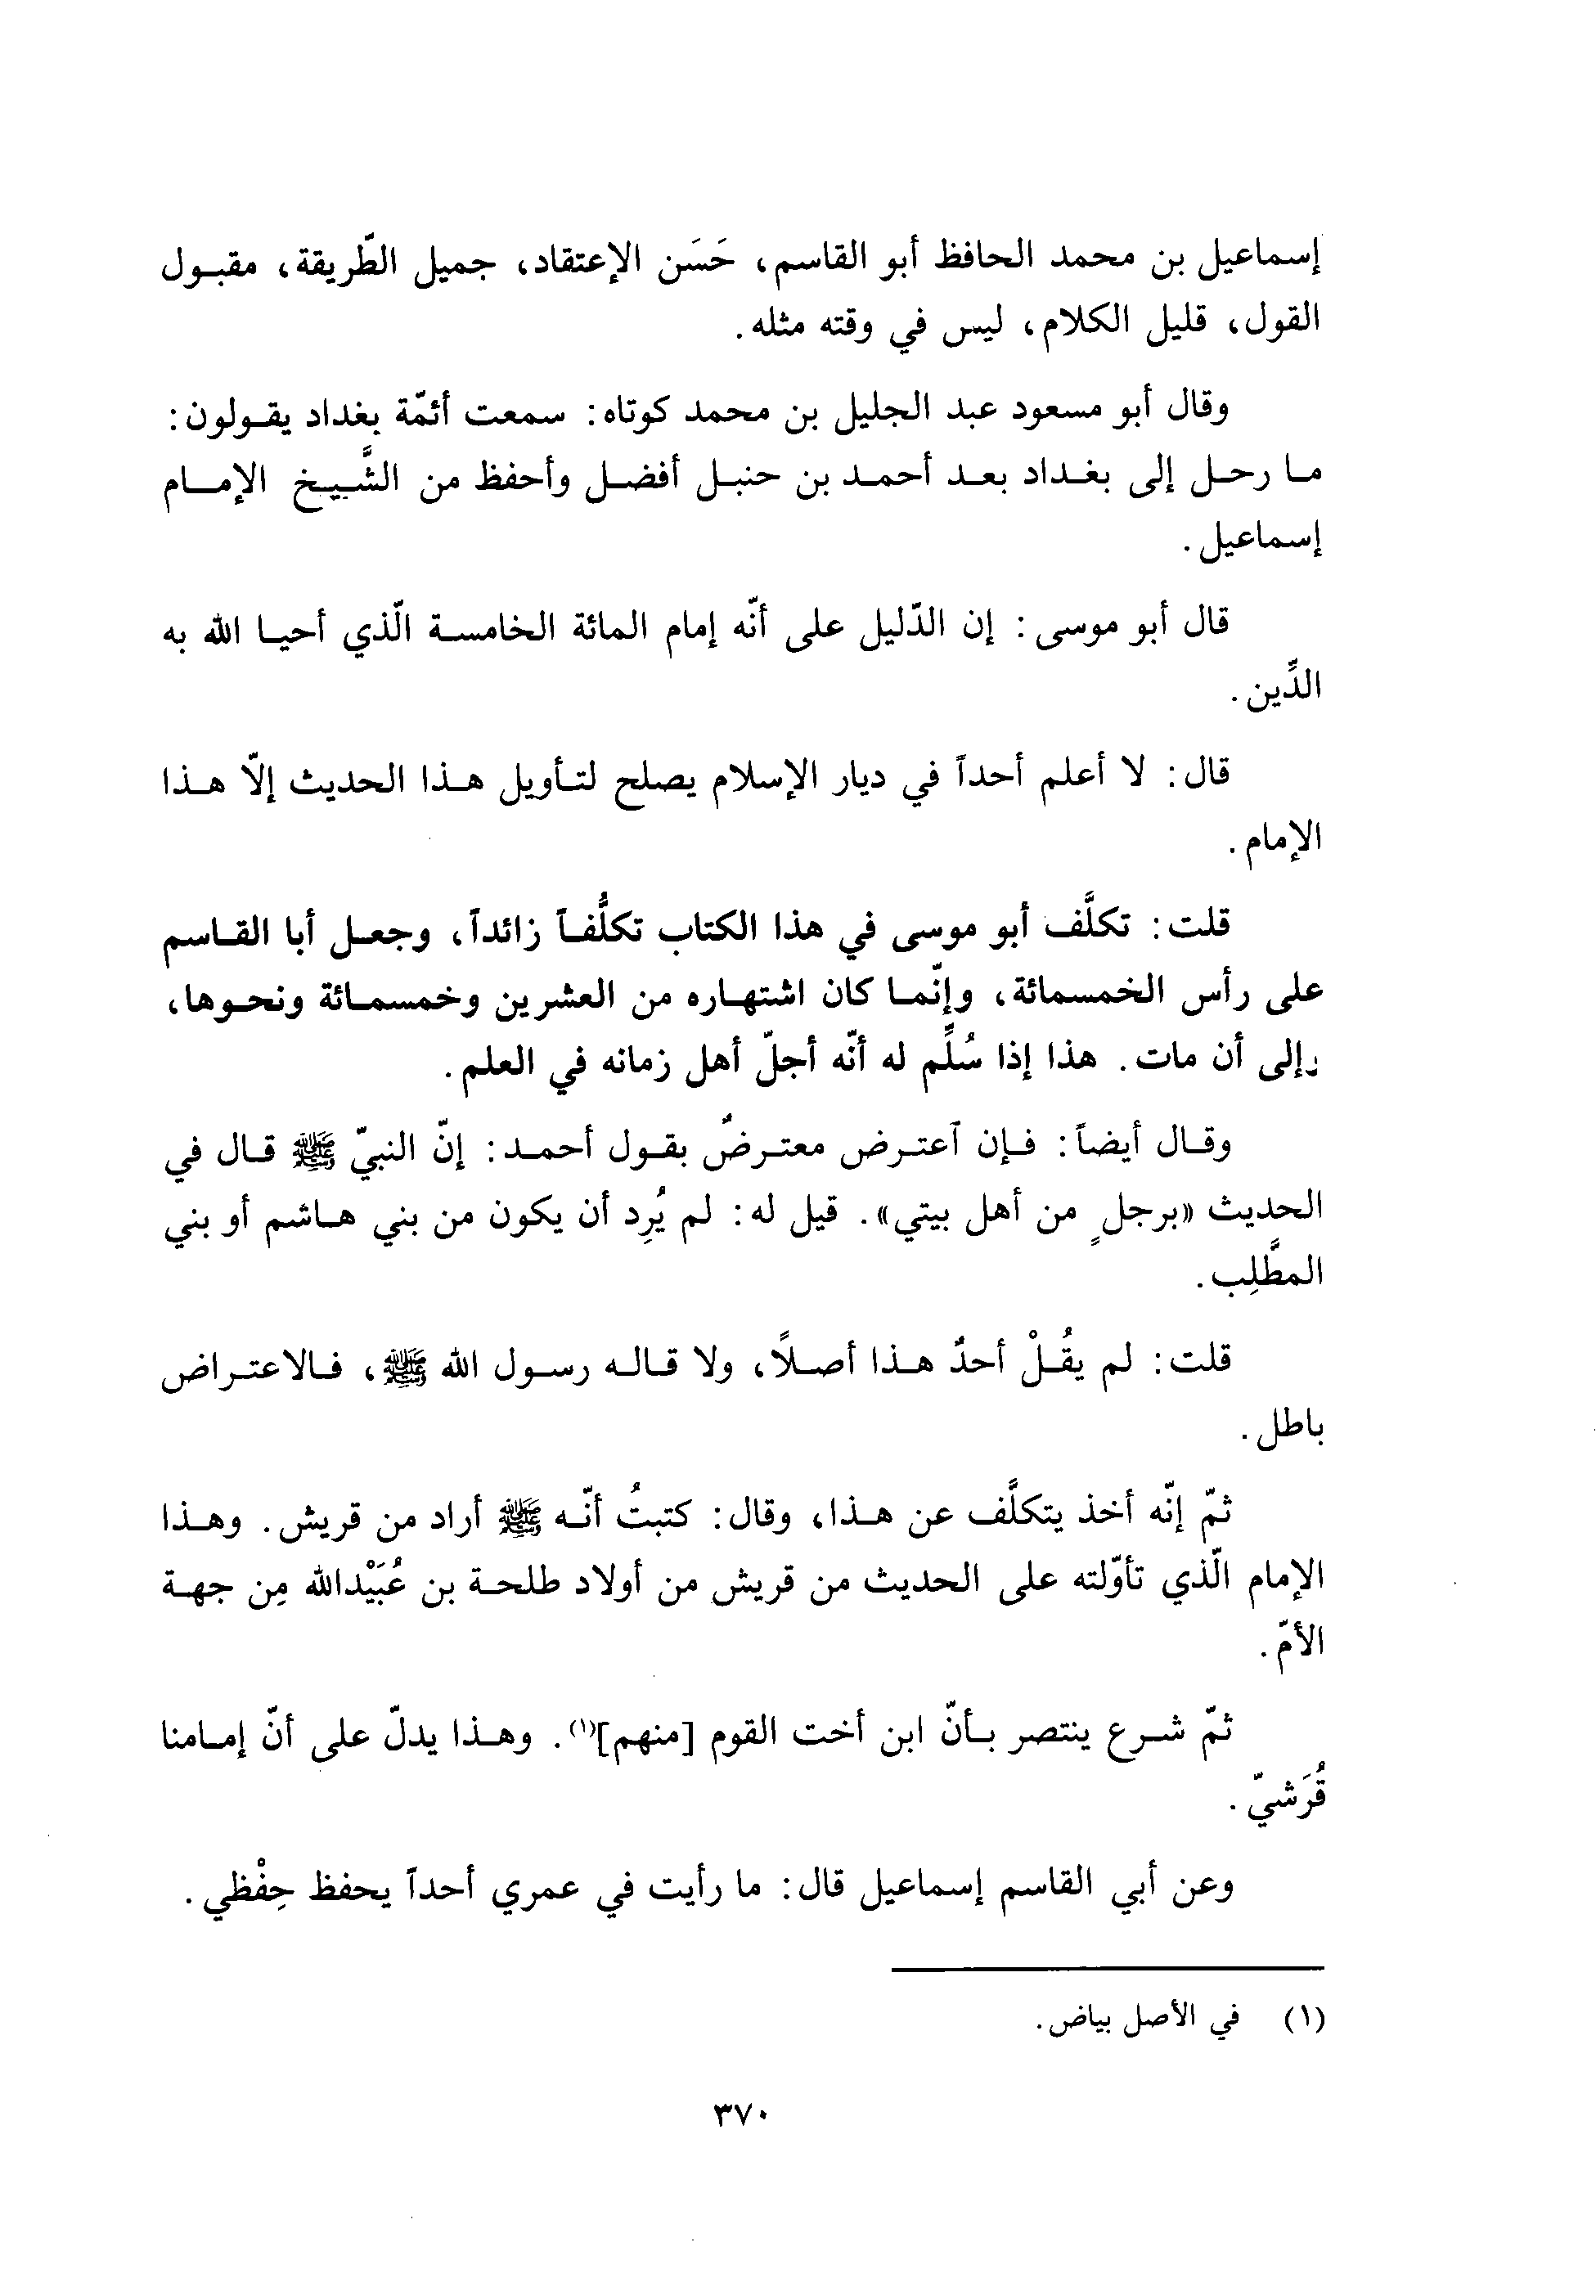 إسماعيل بن محمد الحافظ أبو القاسم، حَسَن الإعتقاد، جميل الطّريقة، مقبول
القول، قليل الكلام، ليس في وقته مثله.
وقال أبو مسعود عبد الجليل بن محمد كوتاه: سمعت أئمّة بغداد يقولون:
ما رحل إلى بغداد بعد أحمد بن حنبل أفضل وأحفظ من الشَّيخ الإمام
إسماعيل.
قال أبو موسى: إن الدّليل على أنّه إمام المائة الخامسة الّذي أحيا الله به
الدِّين.
قال: لا أعلم أحداً في ديار الإسلام يصلح لتأويل هذا الحديث إلّا هذا
الإمام.
قلت: تكلَّف أبو موسى في هذا الكتاب تكلُّفاً زائداً، وجعل أبا القاسم
على رأس الخمسمائة، وإنّما كان اشتهاره من العشرين وخمسمائة ونحوها،
وإلى أن مات. هذا إذا سُلِّم له أنّه أجلّ أهل زمانه في العلم.
وقال أيضاً: فإن آعترض معترضٌ بقول أحمد: إنّ النبيّ ﷺ قال في
الحديث «برجلٍ من أهل بيتي». قيل له: لم يُرِد أن يكون من بني هاشم أو بني
المطَّلِب.
قلت: لم يقُلْ أحدٌ هذا أصلاً، ولا قاله رسول الله ﷺ، فالاعتراض
باطل.
ثمّ إنّه أخذ يتكلَّف عن هذا، وقال: كتبتُ أنّه ﷺ أراد من قريش. وهذا
الإمام الّذي تأوّلته على الحديث من قريش من أولاد طلحة بن عُبَيْدالله مِن جهة
الأمّ.
ثمّ شرع ينتصر بأنّ ابن أخت القوم [منهم]⁽¹⁾. وهذا يدلّ على أنّ إمامنا
قُرَشيّ.
وعن أبي القاسم إسماعيل قال: ما رأيت في عمري أحداً يحفظ حِفْظي.
(١) في الأصل بياض.
٣٧٠